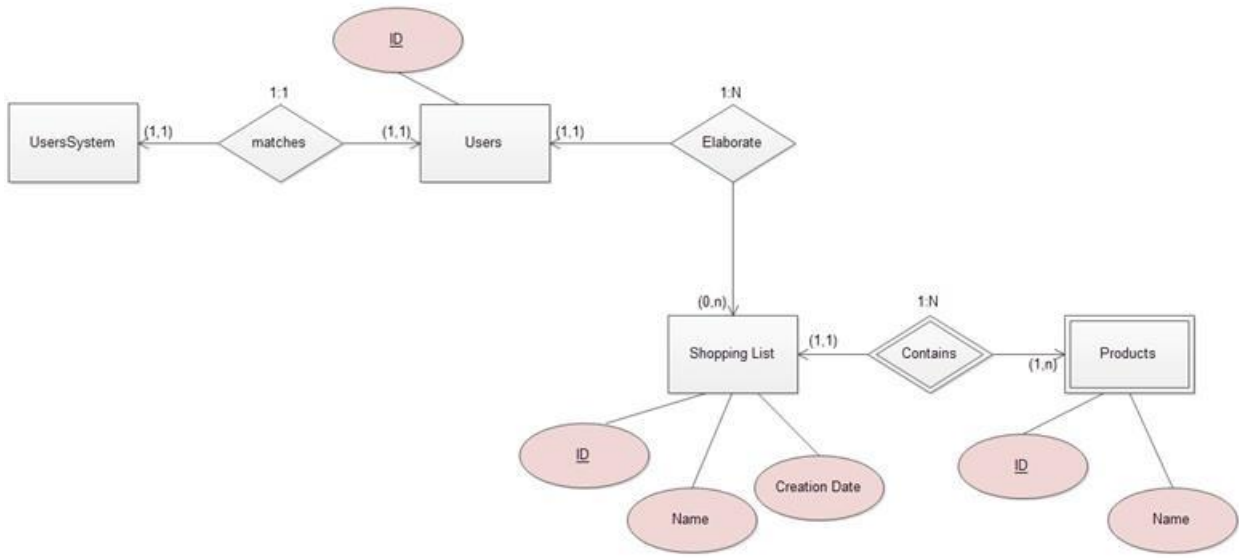 ID
1:1
1:N
UsersSystem
(1,1)
matches
(1,1)
Users
(1,1)
Elaborate
(0,n)
1:N
Shopping List
(1,1)
Contains
(1,n)
Products
ID
Name
Creation Date
ID
Name